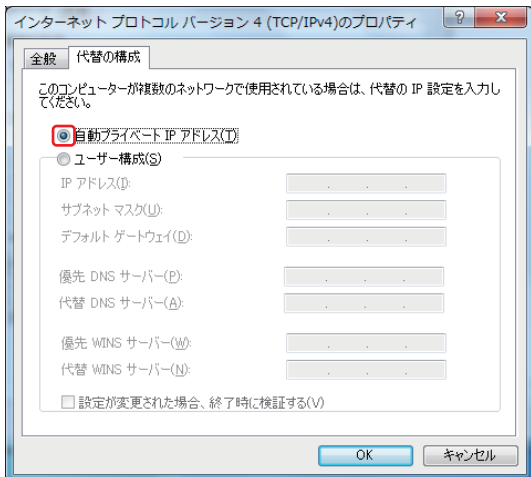 インターネット プロトコル バージョン 4 (TCP/IPv4)のプロパティ
全般 代替の構成
このコンピューターが複数のネットワークで使用されている場合は、代替の IP 設定を入力し
てください。
自動プライベート IP アドレス(T)
ユーザー構成(S)
IP アドレス(I):
サブネット マスク(U):
デフォルト ゲートウェイ(D):
優先 DNS サーバー(P):
代替 DNS サーバー(A):
優先 WINS サーバー(W):
代替 WINS サーバー(N):
設定が変更された場合、終了時に検証する(V)
OK キャンセル